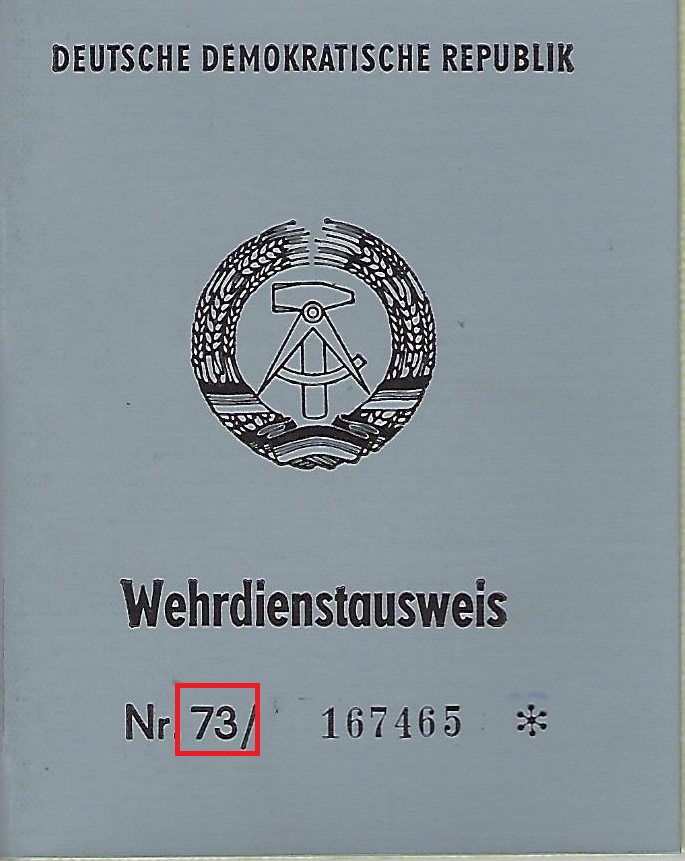 DEUTSCHE DEMOKRATISCHE REPUBLIK
Wehrdienstausweis
Nr. 73/ 167465 *